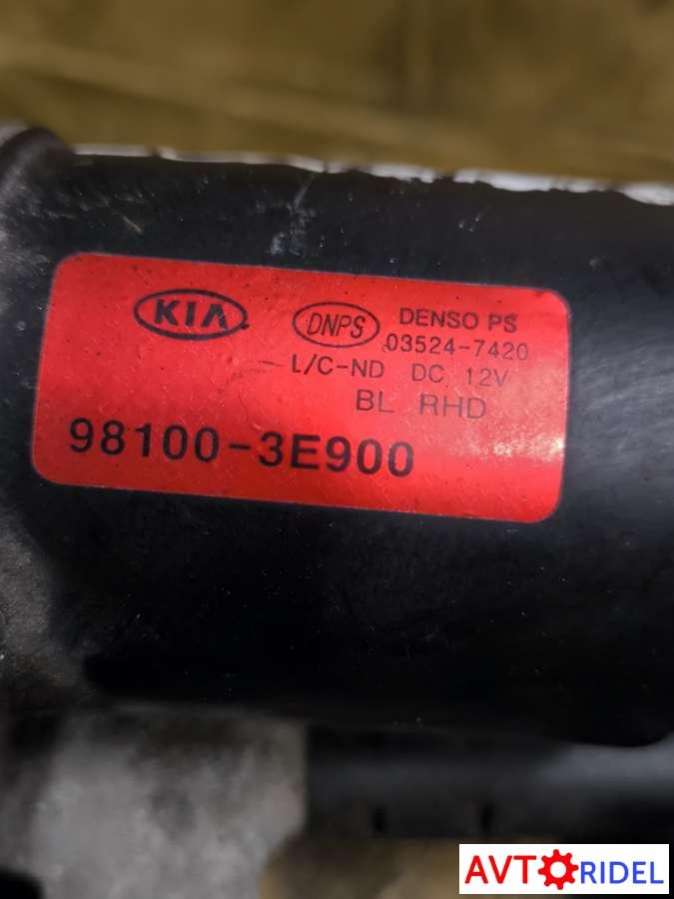 KIA
DNPS DENSO PS
03524-7420
L/C-ND DC 12V
BL RHD
98100-3E900
AVTORIDEL